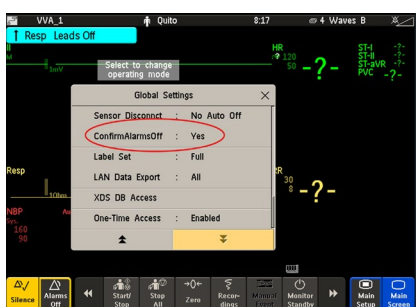 VVA_1 Quito 8:17 4 Waves B
Resp Leads Off
II
M
1mV
Select to change
operating mode
HR
120
50
-?-
ST-I -?-
ST-II -?-
ST-aVR -?-
PVC -?-
Global Settings
Sensor Disconnct : No Auto Off
ConfirmAlarmsOff : Yes
Label Set : Full
LAN Data Export : All
XDS DB Access
One-Time Access : Enabled
Resp
1Ohm
RR
30
8
-?-
NBP
Sys.
160
90
Silence
Alarms
Off
Start/
Stop
Stop
All
Zero
Recor-
dings
Manual
Event
Monitor
Standby
Main
Setup
Main
Screen